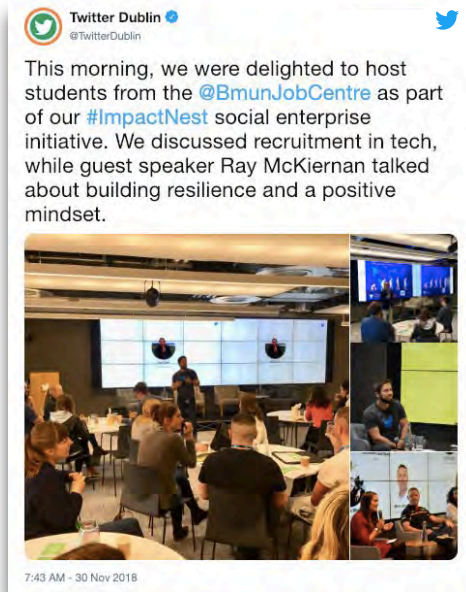 Twitter Dublin
@TwitterDublin
This morning, we were delighted to host
students from the @BmunJobCentre as part
of our #ImpactNest social enterprise
initiative. We discussed recruitment in tech,
while guest speaker Ray McKiernan talked
about building resilience and a positive
mindset.
7:43 AM - 30 Nov 2018